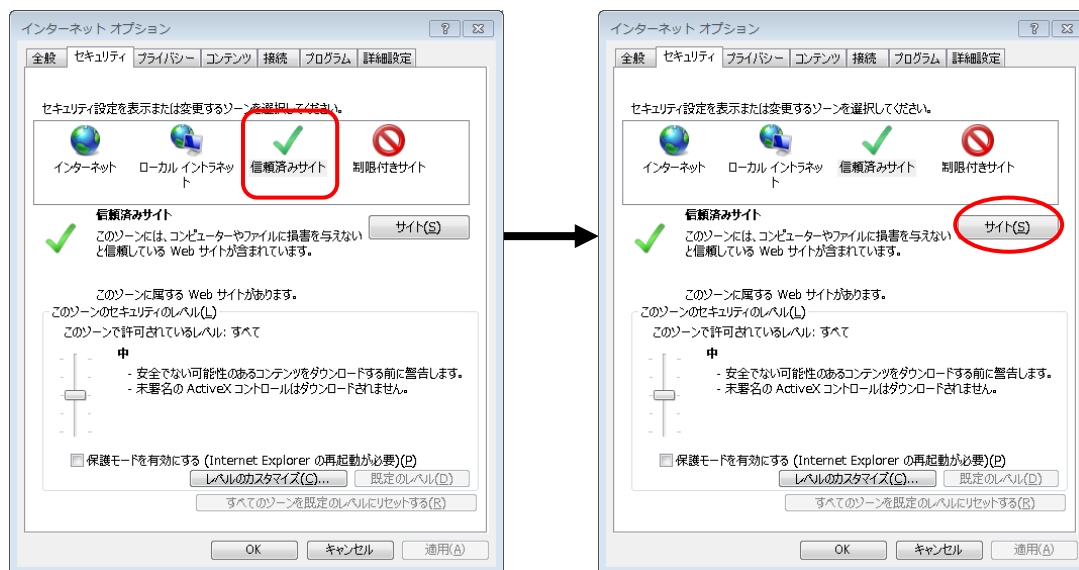 インターネット オプション
全般 セキュリティ プライバシー コンテンツ 接続 プログラム 詳細設定
セキュリティ設定を表示または変更するゾーンを選択してください。
インターネット
ローカル イントラネッ
ト
信頼済みサイト
制限付きサイト
信頼済みサイト
このゾーンには、コンピューターやファイルに損害を与えない
と信頼している Web サイトが含まれています。
サイト(S)
このゾーンに属する Web サイトがあります。
このゾーンのセキュリティのレベル(L)
このゾーンで許可されているレベル: すべて
中
- 安全でない可能性のあるコンテンツをダウンロードする前に警告します。
- 未署名の ActiveX コントロールはダウンロードされません。
保護モードを有効にする (Internet Explorer の再起動が必要)(P)
レベルのカスタマイズ(C)... 既定のレベル(D)
すべてのゾーンを既定のレベルにリセットする(R)
OK キャンセル 適用(A)
インターネット オプション
全般 セキュリティ プライバシー コンテンツ 接続 プログラム 詳細設定
セキュリティ設定を表示または変更するゾーンを選択してください。
インターネット
ローカル イントラネッ
ト
信頼済みサイト
制限付きサイト
信頼済みサイト
このゾーンには、コンピューターやファイルに損害を与えない
と信頼している Web サイトが含まれています。
サイト(S)
このゾーンに属する Web サイトがあります。
このゾーンのセキュリティのレベル(L)
このゾーンで許可されているレベル: すべて
中
- 安全でない可能性のあるコンテンツをダウンロードする前に警告します。
- 未署名の ActiveX コントロールはダウンロードされません。
保護モードを有効にする (Internet Explorer の再起動が必要)(P)
レベルのカスタマイズ(C)... 既定のレベル(D)
すべてのゾーンを既定のレベルにリセットする(R)
OK キャンセル 適用(A)